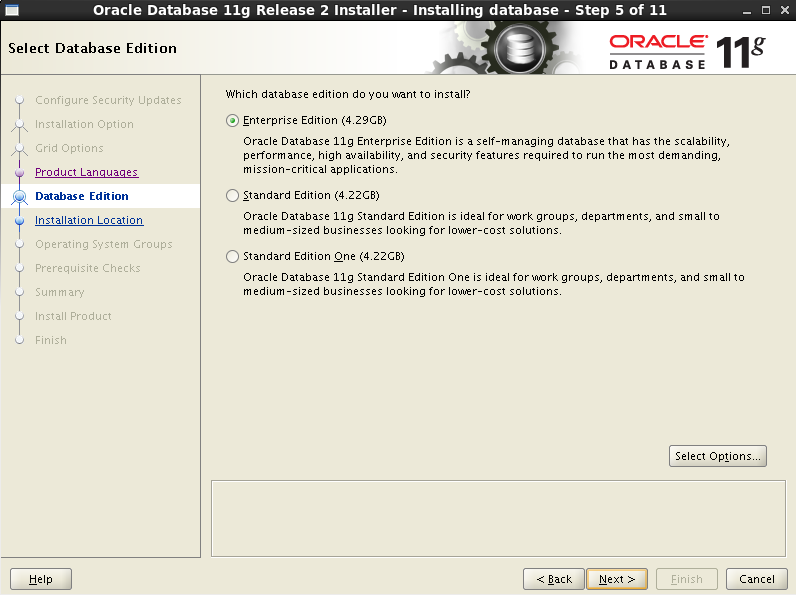 Oracle Database 11g Release 2 Installer - Installing database - Step 5 of 11
Select Database Edition
ORACLE®
DATABASE 11g
Configure Security Updates
Installation Option
Grid Options
Product Languages
Database Edition
Installation Location
Operating System Groups
Prerequisite Checks
Summary
Install Product
Finish
Which database edition do you want to install?
Enterprise Edition (4.29GB)
Oracle Database 11g Enterprise Edition is a self-managing database that has the scalability,
performance, high availability, and security features required to run the most demanding,
mission-critical applications.
Standard Edition (4.22GB)
Oracle Database 11g Standard Edition is ideal for work groups, departments, and small to
medium-sized businesses looking for lower-cost solutions.
Standard Edition One (4.22GB)
Oracle Database 11g Standard Edition One is ideal for work groups, departments, and small to
medium-sized businesses looking for lower-cost solutions.
Select Options...
Help
< Back
Next >
Finish
Cancel